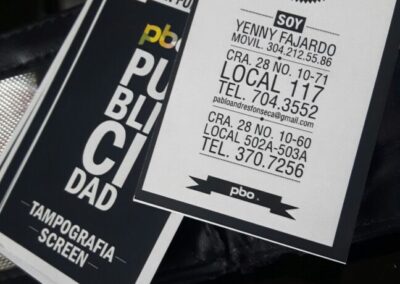 SOY
YENNY FAJARDO
MOVIL. 304.212.55.86
CRA. 28 NO. 10-71
LOCAL 117
TEL. 704.3552
pabloandresfonseca@gmail.com
CRA. 28 NO. 10-60
LOCAL 502A-503A
TEL. 370.7256
pbo.
pbo
PU
BLI
CI
DAD
TAMPOGRAFIA
SCREEN